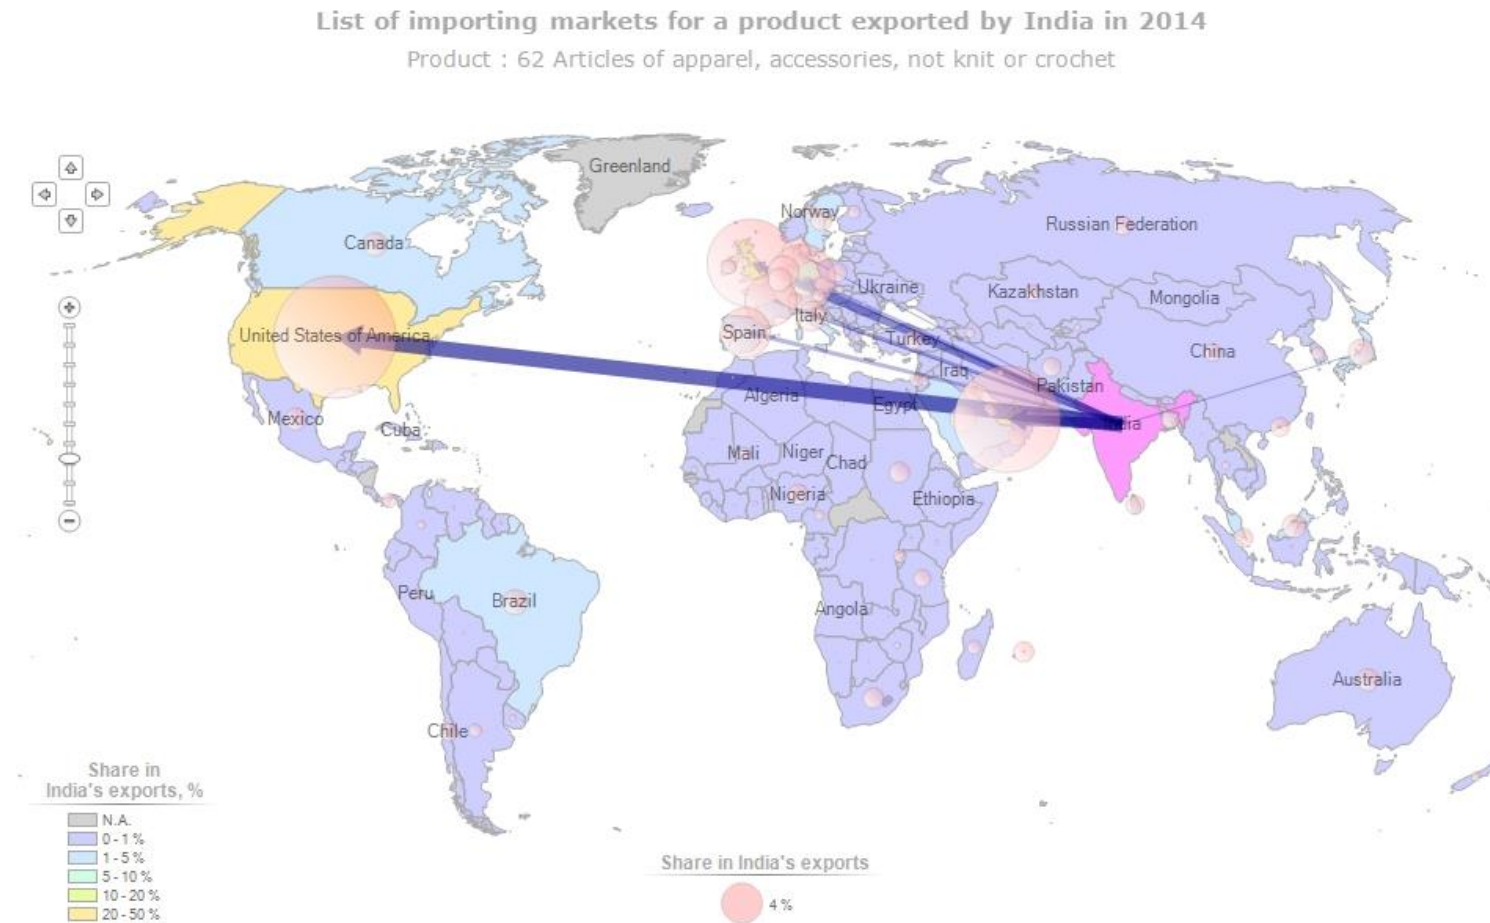 List of importing markets for a product exported by India in 2014
Product : 62 Articles of apparel, accessories, not knit or crochet
Greenland
Norway
Russian Federation
Canada
Ukraine
Kazakhstan
Mongolia
Italy
United States of America
Spain
Turkey
China
Iraq
Pakistan
Algeria
Egypt
Mexico
Cuba
India
Mali
Niger
Chad
Nigeria
Ethiopia
Peru
Brazil
Angola
Australia
Chile
Share in
India's exports, %
N.A.
0 - 1 %
1 - 5 %
5 - 10 %
10 - 20 %
20 - 50 %
Share in India's exports
4 %